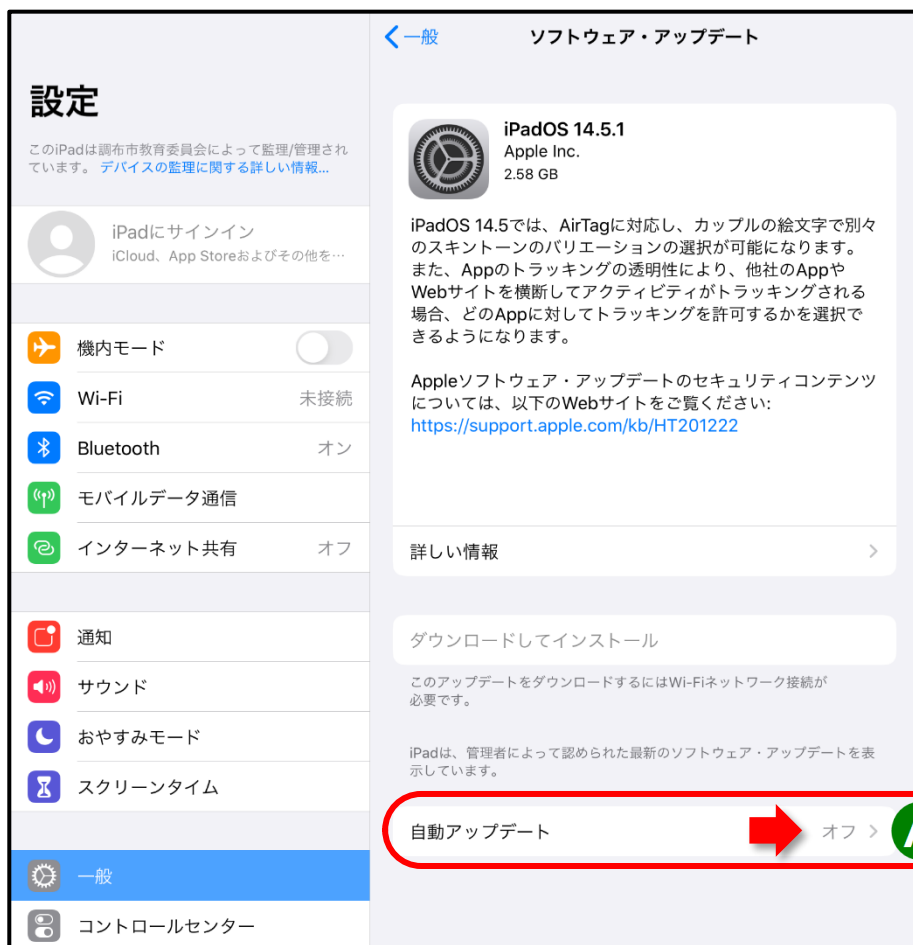 設定
このiPadは調布市教育委員会によって監理/管理され
ています。デバイスの監理に関する詳しい情報...
iPadにサインイン
iCloud、App Storeおよびその他を…
機内モード
Wi-Fi 未接続
Bluetooth オン
モバイルデータ通信
インターネット共有 オフ
通知
サウンド
おやすみモード
スクリーンタイム
一般
コントロールセンター
一般 ソフトウェア・アップデート
iPadOS 14.5.1
Apple Inc.
2.58 GB
iPadOS 14.5では、AirTagに対応し、カップルの絵文字で別々
のスキントーンのバリエーションの選択が可能になります。
また、Appのトラッキングの透明性により、他社のAppや
Webサイトを横断してアクティビティがトラッキングされる
場合、どのAppに対してトラッキングを許可するかを選択で
きるようになります。
Appleソフトウェア・アップデートのセキュリティコンテンツ
については、以下のWebサイトをご覧ください:
https://support.apple.com/kb/HT201222
詳しい情報
ダウンロードしてインストール
このアップデートをダウンロードするにはWi-Fiネットワーク接続が
必要です。
iPadは、管理者によって認められた最新のソフトウェア・アップデートを表
示しています。
自動アップデート オフ